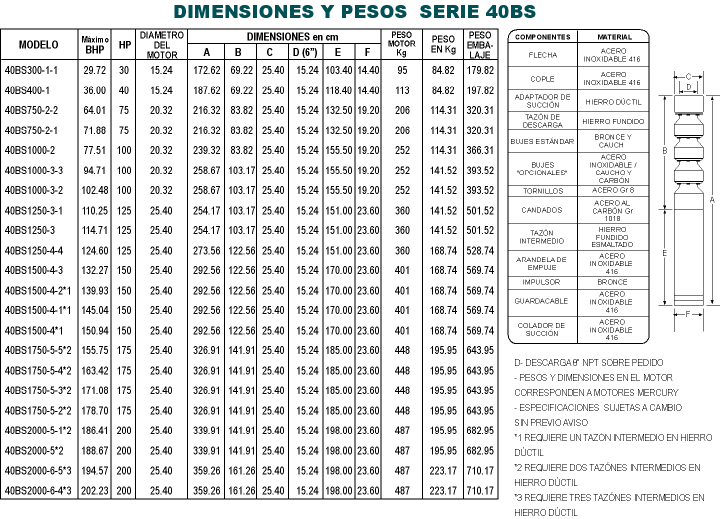 DIMENSIONES Y PESOS SERIE 40BS
MODELO Máximo BHP HP DIAMETRO DEL MOTOR DIMENSIONES en cm PESO MOTOR Kg PESO EN Kg PESO EMBA- LAJE
A B C D (6") E F
40BS300-1-1 29.72 30 15.24 172.62 69.22 25.40 15.24 103.40 14.40 95 84.82 179.82
40BS400-1 36.00 40 15.24 187.62 69.22 25.40 15.24 118.40 14.40 113 84.82 197.82
40BS750-2-2 64.01 75 20.32 216.32 83.82 25.40 15.24 132.50 19.20 206 114.31 320.31
40BS750-2-1 71.88 75 20.32 216.32 83.82 25.40 15.24 132.50 19.20 206 114.31 320.31
40BS1000-2 77.51 100 20.32 239.32 83.82 25.40 15.24 155.50 19.20 252 114.31 366.31
40BS1000-3-3 94.71 100 20.32 258.67 103.17 25.40 15.24 155.50 19.20 252 141.52 393.52
40BS1000-3-2 102.48 100 20.32 258.67 103.17 25.40 15.24 155.50 19.20 252 141.52 393.52
40BS1250-3-1 110.25 125 25.40 254.17 103.17 25.40 15.24 151.00 23.60 360 141.52 501.52
40BS1250-3 114.71 125 25.40 254.17 103.17 25.40 15.24 151.00 23.60 360 141.52 501.52
40BS1250-4-4 124.60 125 25.40 273.56 122.56 25.40 15.24 151.00 23.60 360 168.74 528.74
40BS1500-4-3 132.27 150 25.40 292.56 122.56 25.40 15.24 170.00 23.60 401 168.74 569.74
40BS1500-4-2*1 139.93 150 25.40 292.56 122.56 25.40 15.24 170.00 23.60 401 168.74 569.74
40BS1500-4-1*1 145.04 150 25.40 292.56 122.56 25.40 15.24 170.00 23.60 401 168.74 569.74
40BS1500-4*1 150.94 150 25.40 292.56 122.56 25.40 15.24 170.00 23.60 401 168.74 569.74
40BS1750-5-5*2 155.75 175 25.40 326.91 141.91 25.40 15.24 185.00 23.60 448 195.95 643.95
40BS1750-5-4*2 163.42 175 25.40 326.91 141.91 25.40 15.24 185.00 23.60 448 195.95 643.95
40BS1750-5-3*2 171.08 175 25.40 326.91 141.91 25.40 15.24 185.00 23.60 448 195.95 643.95
40BS1750-5-2*2 178.70 175 25.40 326.91 141.91 25.40 15.24 185.00 23.60 448 195.95 643.95
40BS2000-5-1*2 186.41 200 25.40 339.91 141.91 25.40 15.24 198.00 23.60 487 195.95 682.95
40BS2000-5*2 188.67 200 25.40 339.91 141.91 25.40 15.24 198.00 23.60 487 195.95 682.95
40BS2000-6-5*3 194.57 200 25.40 359.26 161.26 25.40 15.24 198.00 23.60 487 223.17 710.17
40BS2000-6-4*3 202.23 200 25.40 359.26 161.26 25.40 15.24 198.00 23.60 487 223.17 710.17
COMPONENTES MATERIAL
FLECHA ACERO INOXIDABLE 416
COPLE ACERO INOXIDABLE 416
ADAPTADOR DE SUCCIÓN HIERRO DÚCTIL
TAZÓN DE DESCARGA HIERRO FUNDIDO
BUJES ESTÁNDAR BRONCE Y CAUCH
BUJES *OPCIONALES* ACERO INOXIDABLE / CAUCHO Y CARBÓN
TORNILLOS ACERO Gr 8
CANDADOS ACERO AL CARBÓN Gr 1018
TAZÓN INTERMEDIO HIERRO FUNDIDO ESMALTADO
ARANDELA DE EMPUJE ACERO INOXIDABLE 416
IMPULSOR BRONCE
GUARDACABLE ACERO INOXIDABLE 416
COLADOR DE SUCCIÓN ACERO INOXIDABLE 416
C
D
B
A
E
F
D- DESCARGA8" NPT SOBRE PEDIDO
- PESOS Y DIMENSIONES EN EL MOTOR
CORRESPONDEN A MOTORES MERCURY
- ESPECIFICACIONES SUJETAS A CAMBIO
SIN PREVIO AVISO
*1 REQUIERE UN TAZON INTERMEDIO EN HIERRO
DÚCTIL
*2 REQUIERE DOS TAZÓNES INTERMEDIOS EN
HIERRO DÚCTIL
*3 REQUIERE TRES TAZÓNES INTERMEDIOS EN
HIERRO DÚCTIL